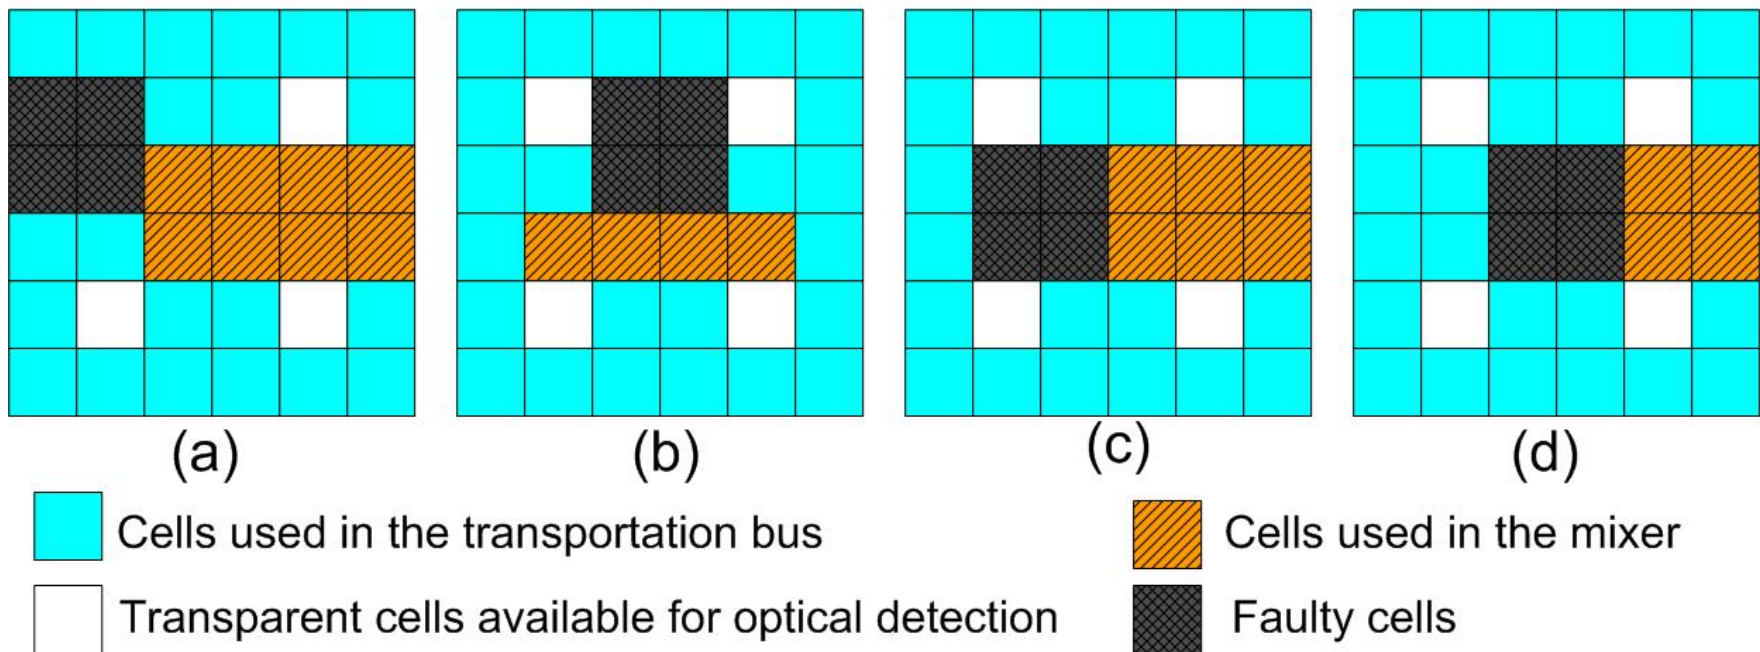 (a) (b) (c) (d)
Cells used in the transportation bus Cells used in the mixer
Transparent cells available for optical detection Faulty cells